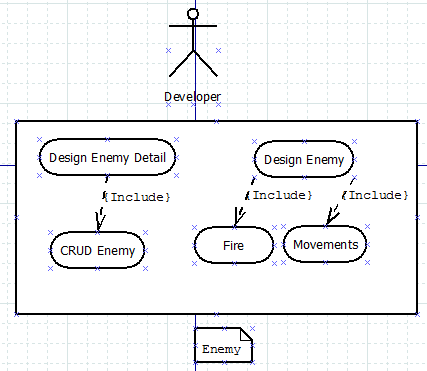 Developer
Design Enemy Detail
Design Enemy
{Include}
{Include}
{Include}
CRUD Enemy
Fire
Movements
Enemy